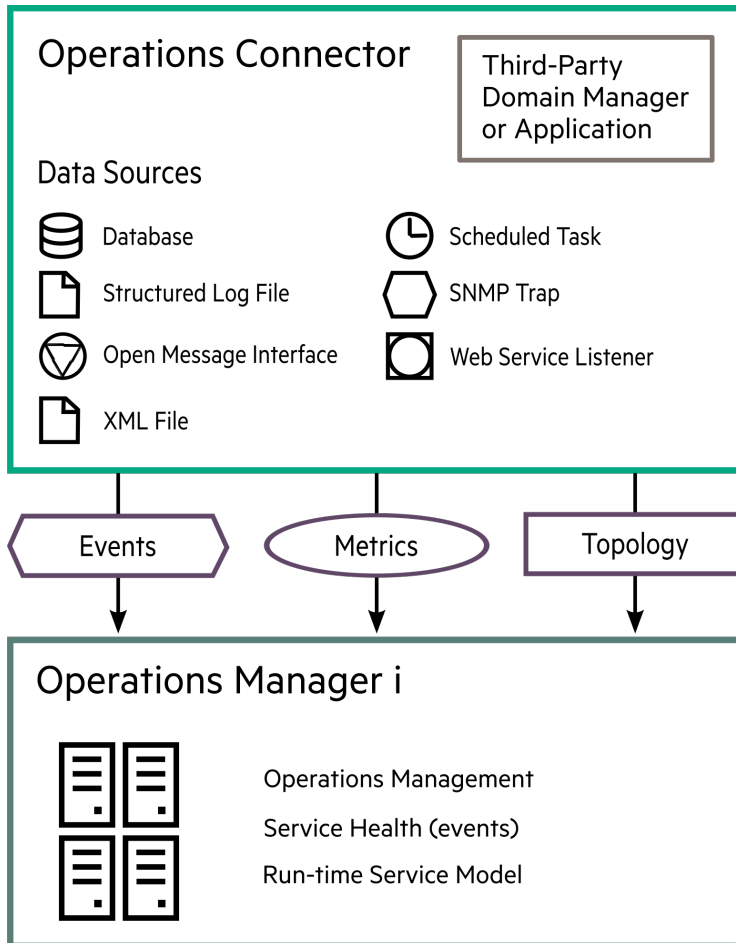 Operations Connector
Third-Party
Domain Manager
or Application
Data Sources
Database
Scheduled Task
Structured Log File
SNMP Trap
Open Message Interface
Web Service Listener
XML File
Events
Metrics
Topology
Operations Manager i
Operations Management
Service Health (events)
Run-time Service Model